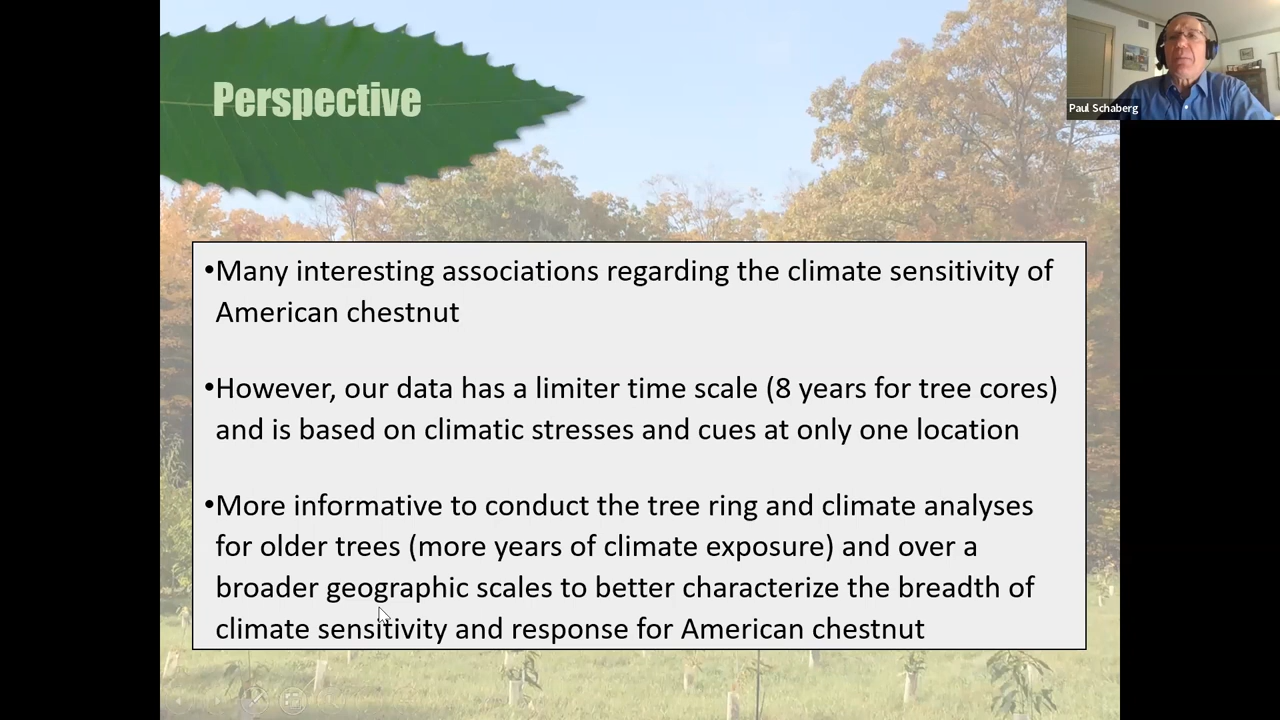 Perspective
Paul Schaberg
•Many interesting associations regarding the climate sensitivity of
American chestnut
•However, our data has a limiter time scale (8 years for tree cores)
and is based on climatic stresses and cues at only one location
•More informative to conduct the tree ring and climate analyses
for older trees (more years of climate exposure) and over a
broader geographic scales to better characterize the breadth of
climate sensitivity and response for American chestnut